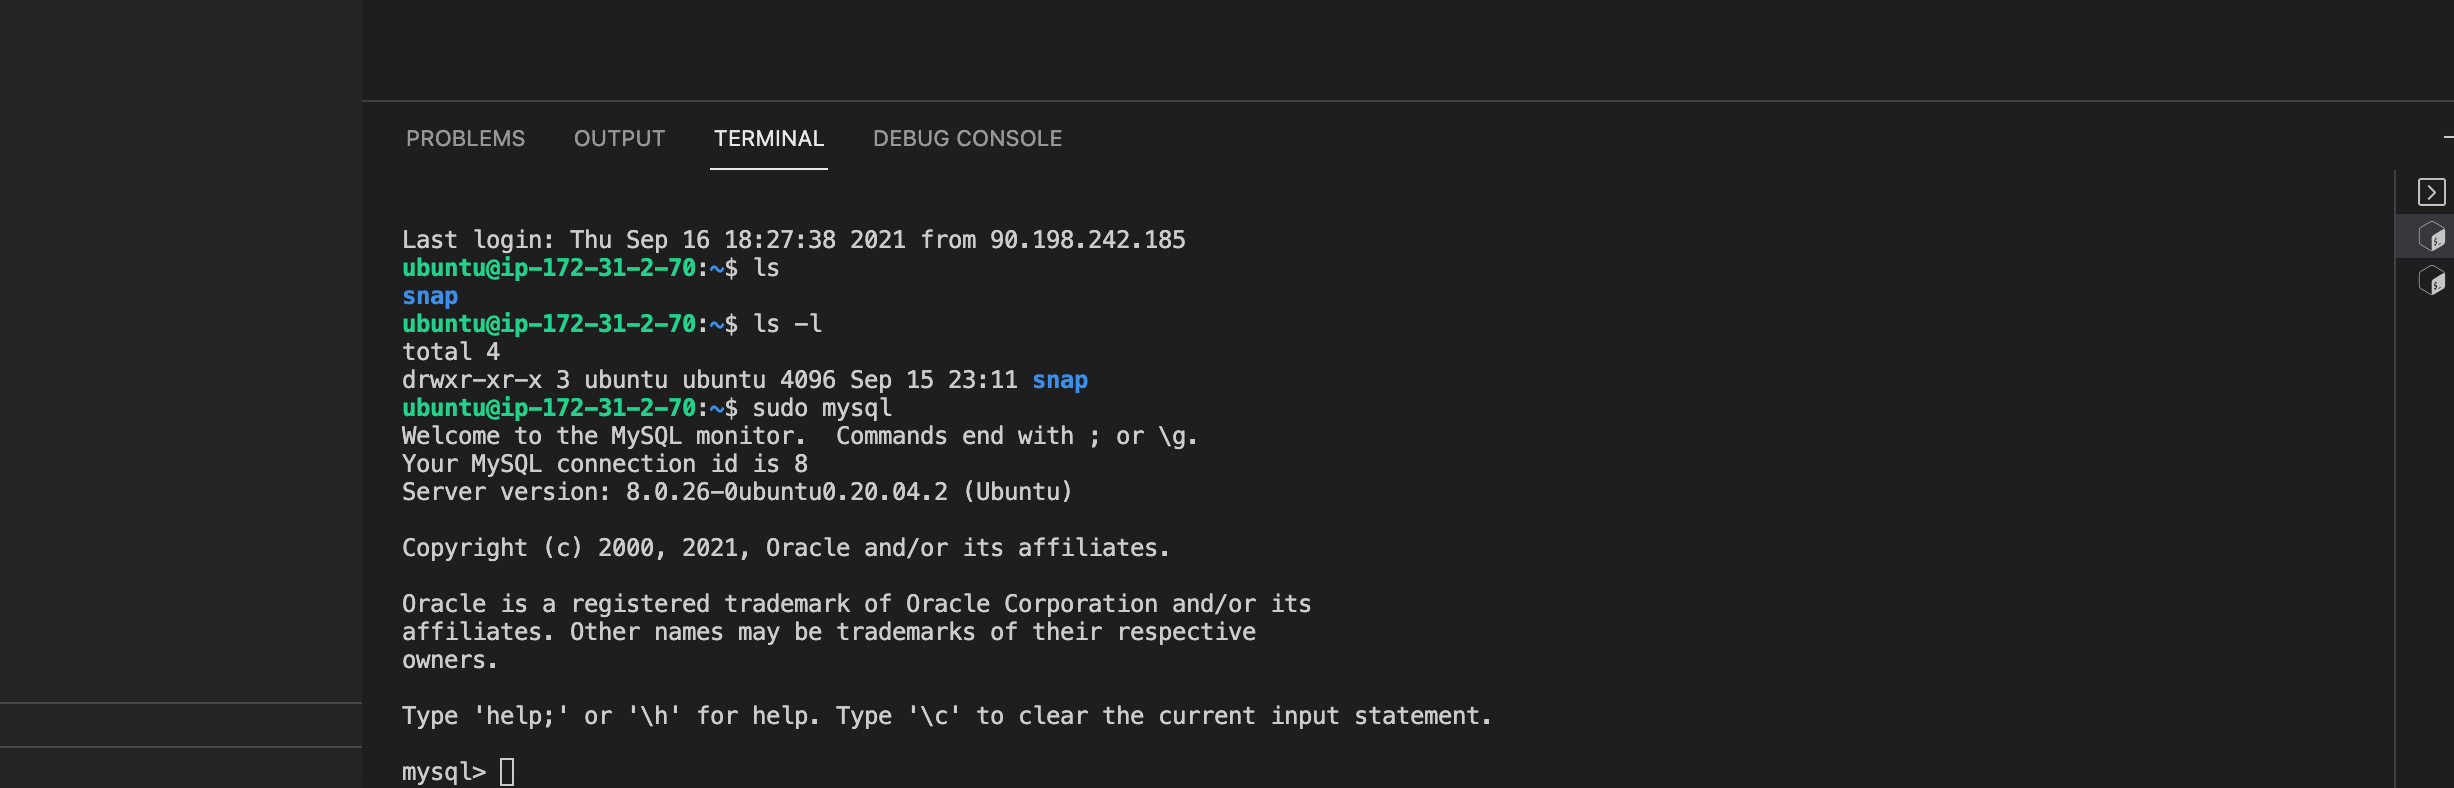 PROBLEMS OUTPUT TERMINAL DEBUG CONSOLE
Last login: Thu Sep 16 18:27:38 2021 from 90.198.242.185
ubuntu@ip-172-31-2-70:~$ ls
snap
ubuntu@ip-172-31-2-70:~$ ls -l
total 4
drwxr-xr-x 3 ubuntu ubuntu 4096 Sep 15 23:11 snap
ubuntu@ip-172-31-2-70:~$ sudo mysql
Welcome to the MySQL monitor.  Commands end with ; or \g.
Your MySQL connection id is 8
Server version: 8.0.26-0ubuntu0.20.04.2 (Ubuntu)
Copyright (c) 2000, 2021, Oracle and/or its affiliates.
Oracle is a registered trademark of Oracle Corporation and/or its
affiliates. Other names may be trademarks of their respective
owners.
Type 'help;' or '\h' for help. Type '\c' to clear the current input statement.
mysql>